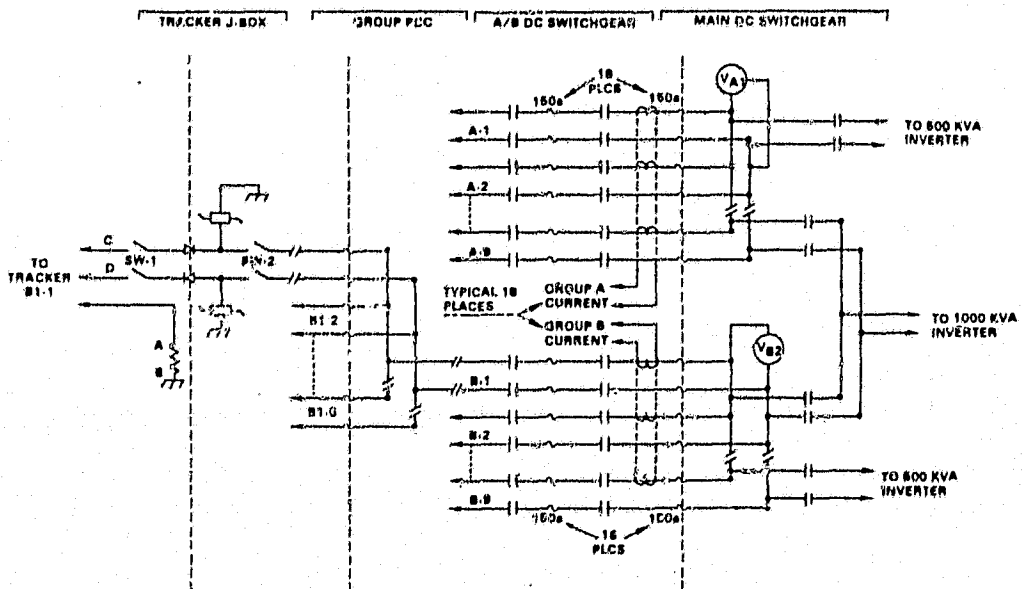 TRACKER J-BOX
GROUP PLC
A/B DC SWITCHGEAR
MAIN DC SWITCHGEAR
18
PLCS
150a
150a
VA1
A-1
TO 500 KVA
INVERTER
A-2
A-9
C
D
SW-1
SW-2
TO
TRACKER
B1-1
A
B
B1-2
B1-9
TYPICAL 18
PLACES
GROUP A
CURRENT
GROUP B
CURRENT
TO 1000 KVA
INVERTER
VB2
B-1
B-2
B-9
TO 500 KVA
INVERTER
150a
150a
PLCS